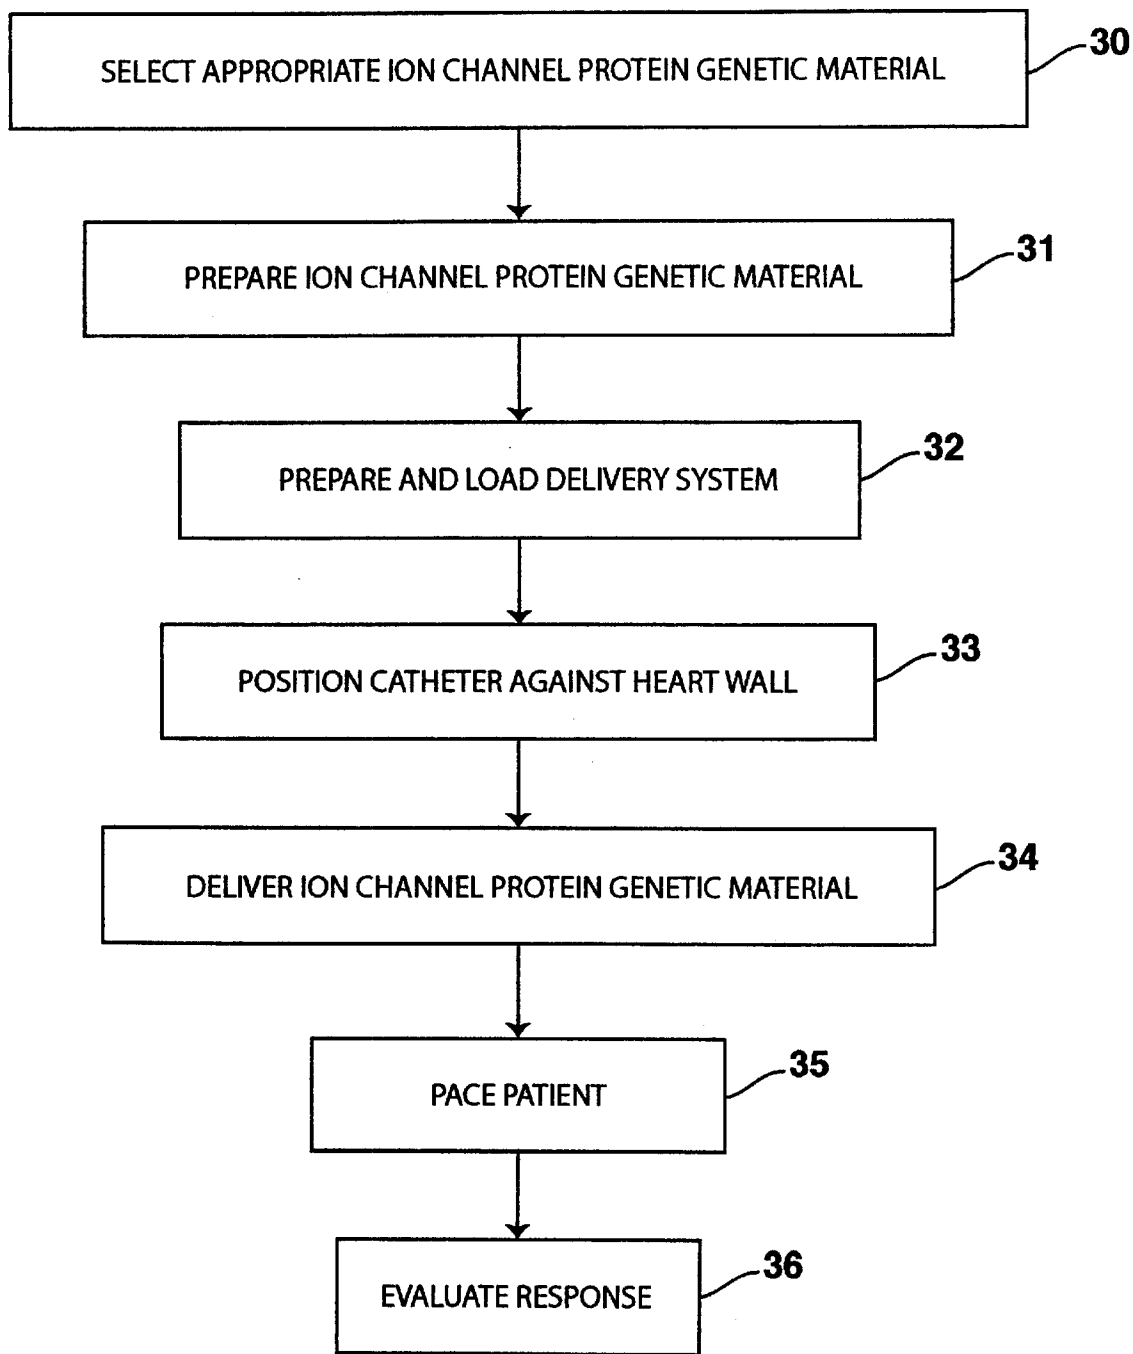 SELECT APPROPRIATE ION CHANNEL PROTEIN GENETIC MATERIAL
30
PREPARE ION CHANNEL PROTEIN GENETIC MATERIAL
31
PREPARE AND LOAD DELIVERY SYSTEM
32
POSITION CATHETER AGAINST HEART WALL
33
DELIVER ION CHANNEL PROTEIN GENETIC MATERIAL
34
PACE PATIENT
35
EVALUATE RESPONSE
36